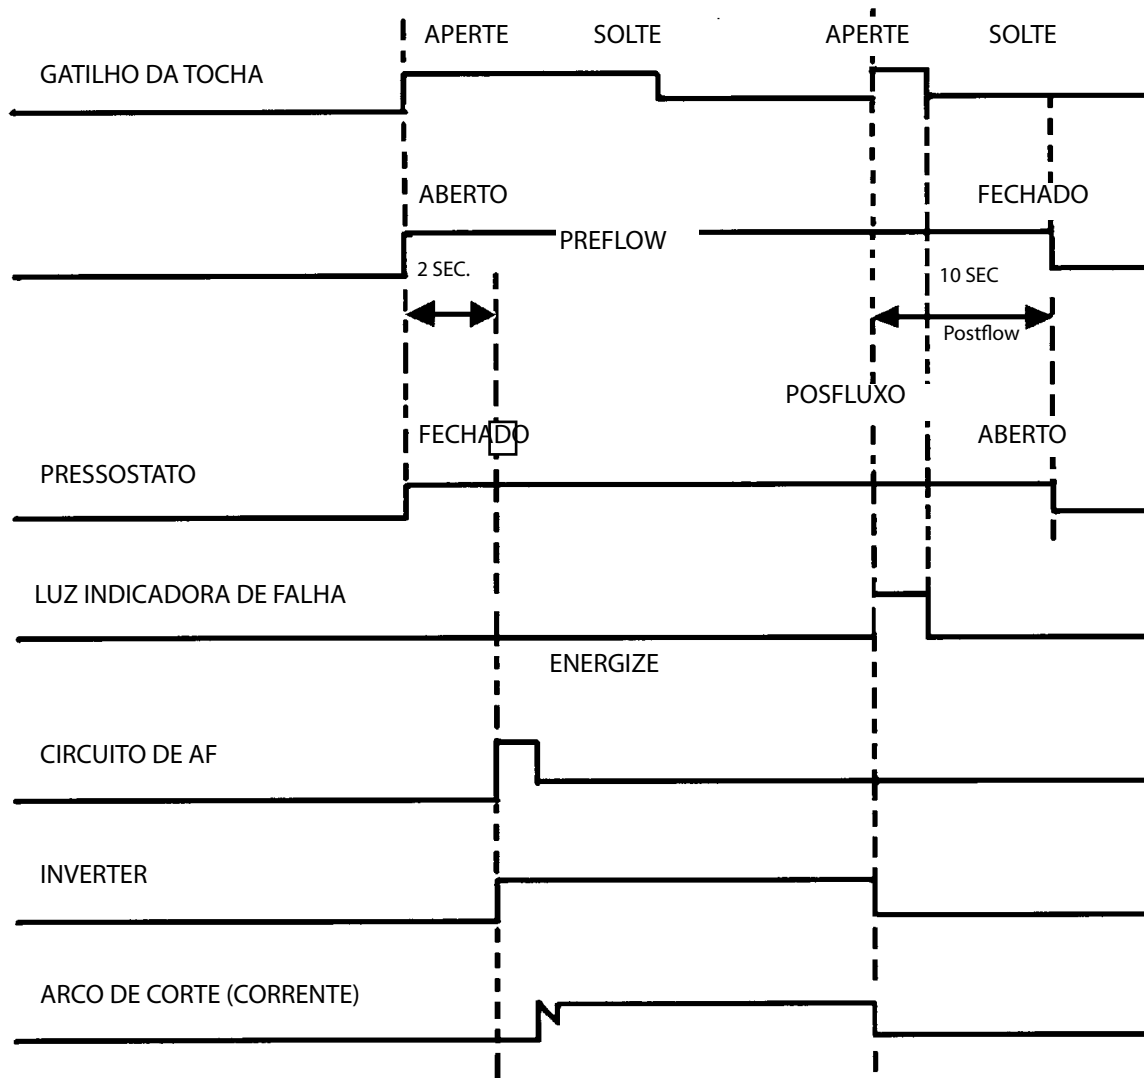 APERTE SOLTE APERTE SOLTE
GATILHO DA TOCHA
ABERTO FECHADO
PREFLOW
2 SEC. 10 SEC
Postflow
POSFLUXO
FECHADO ABERTO
PRESSOSTATO
LUZ INDICADORA DE FALHA
ENERGIZE
CIRCUITO DE AF
INVERTER
ARCO DE CORTE (CORRENTE)